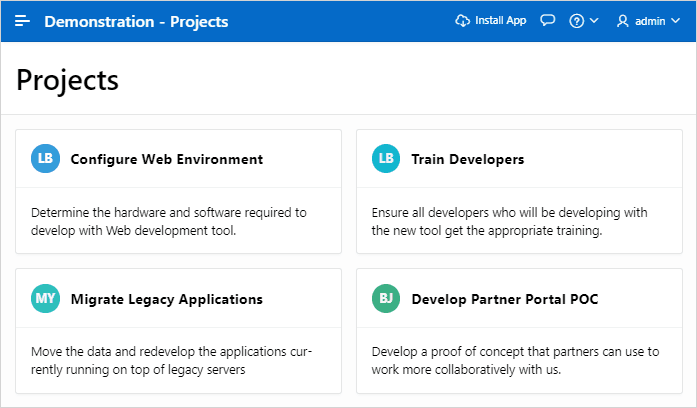 Demonstration - Projects
Install App
admin
Projects
LB Configure Web Environment
Determine the hardware and software required to
develop with Web development tool.
LB Train Developers
Ensure all developers who will be developing with
the new tool get the appropriate training.
MY Migrate Legacy Applications
Move the data and redevelop the applications cur-
rently running on top of legacy servers
BJ Develop Partner Portal POC
Develop a proof of concept that partners can use to
work more collaboratively with us.